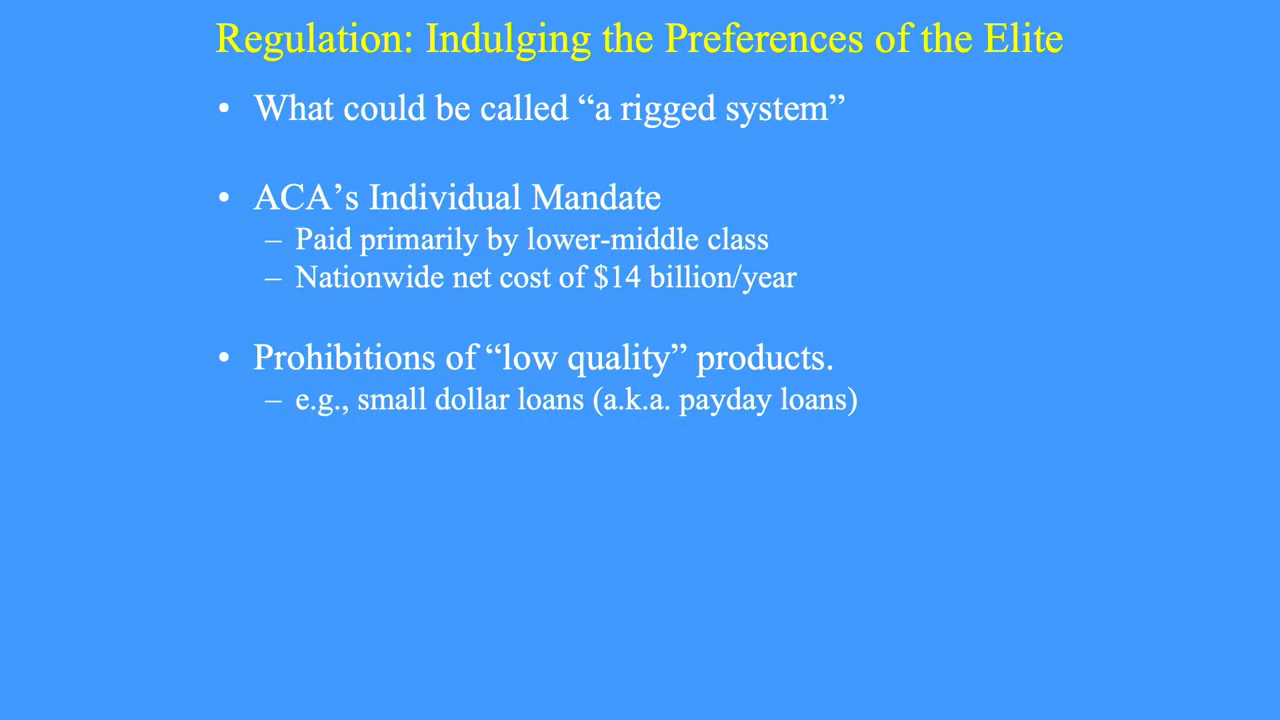 Regulation: Indulging the Preferences of the Elite
• What could be called “a rigged system”
• ACA’s Individual Mandate
– Paid primarily by lower-middle class
– Nationwide net cost of $14 billion/year
• Prohibitions of “low quality” products.
– e.g., small dollar loans (a.k.a. payday loans)